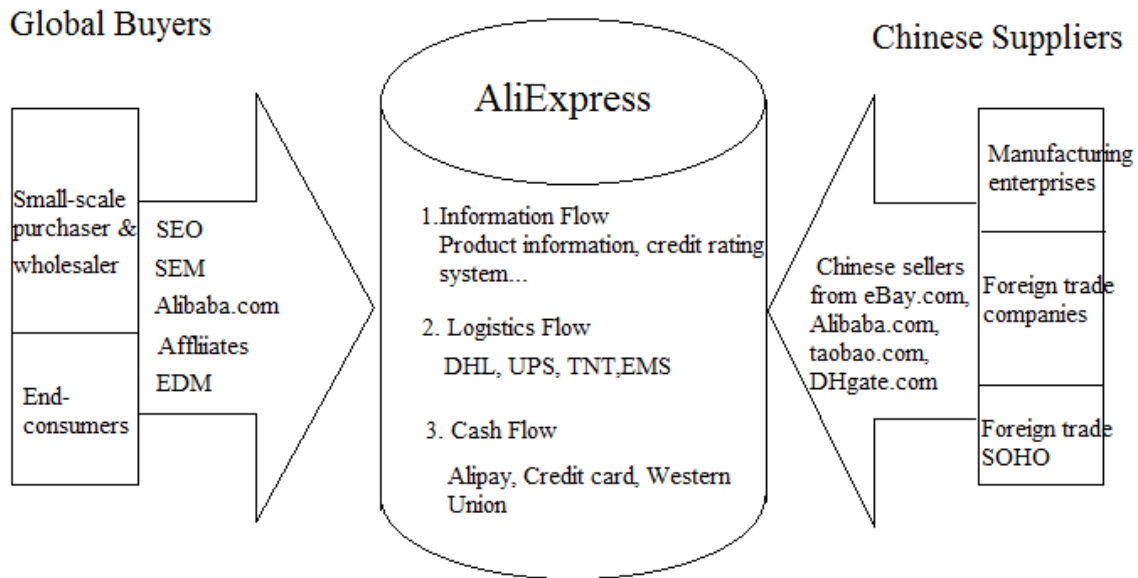 Global Buyers
Small-scale
purchaser &
wholesaler
End-
consumers
SEO
SEM
Alibaba.com
Affliiates
EDM
AliExpress
1.Information Flow
Product information, credit rating
system...
2. Logistics Flow
DHL, UPS, TNT,EMS
3. Cash Flow
Alipay, Credit card, Western
Union
Chinese Suppliers
Chinese sellers
from eBay.com,
Alibaba.com,
taobao.com,
DHgate.com
Manufacturing
enterprises
Foreign trade
companies
Foreign trade
SOHO